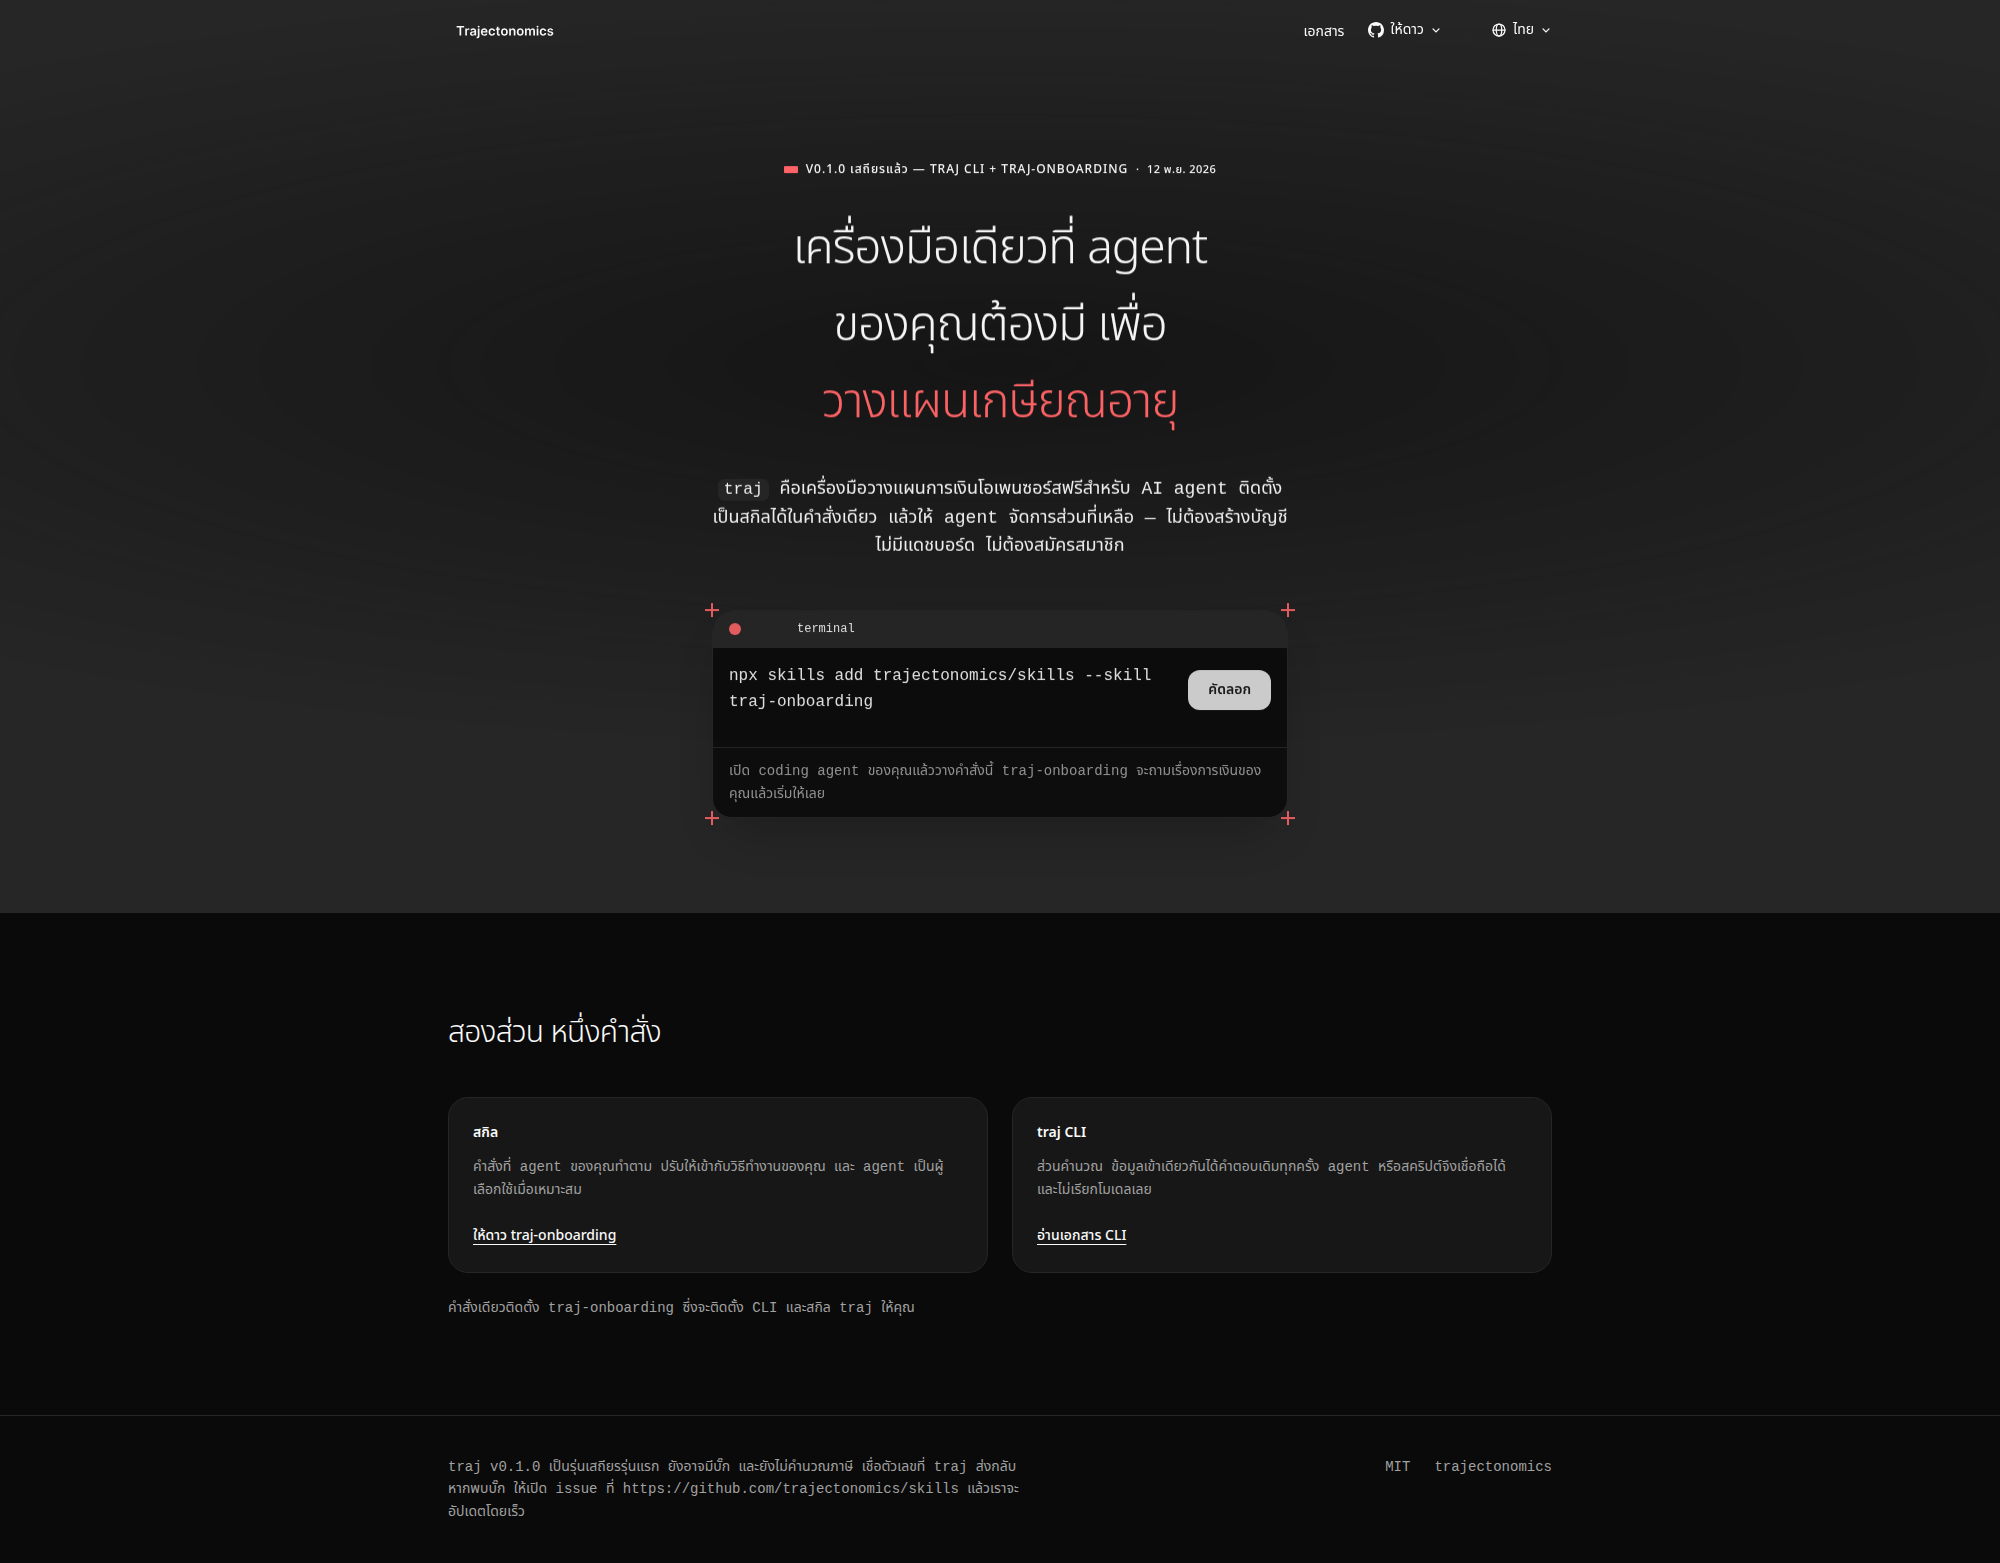 Trajectonomics
เอกสาร
ให้ดาว
ไทย
V0.1.0 เสถียรแล้ว — TRAJ CLI + TRAJ-ONBOARDING · 12 พ.ย. 2026
เครื่องมือเดียวที่ agent
ของคุณต้องมี เพื่อ
วางแผนเกษียณอายุ
traj คือเครื่องมือวางแผนการเงินโอเพนซอร์สฟรีสำหรับ AI agent ติดตั้ง
เป็นสกิลได้ในคำสั่งเดียว แล้วให้ agent จัดการส่วนที่เหลือ — ไม่ต้องสร้างบัญชี
ไม่มีแดชบอร์ด ไม่ต้องสมัครสมาชิก
terminal
npx skills add trajectonomics/skills --skill
traj-onboarding
คัดลอก
เปิด coding agent ของคุณแล้ววางคำสั่งนี้ traj-onboarding จะถามเรื่องการเงินของ
คุณแล้วเริ่มให้เลย
สองส่วน หนึ่งคำสั่ง
สกิล
คำสั่งที่ agent ของคุณทำตาม ปรับให้เข้ากับวิธีทำงานของคุณ และ agent เป็นผู้
เลือกใช้เมื่อเหมาะสม
ให้ดาว traj-onboarding
traj CLI
ส่วนคำนวณ ข้อมูลเข้าเดียวกันได้คำตอบเดิมทุกครั้ง agent หรือสคริปต์จึงเชื่อถือได้
และไม่เรียกโมเดลเลย
อ่านเอกสาร CLI
คำสั่งเดียวติดตั้ง traj-onboarding ซึ่งจะติดตั้ง CLI และสกิล traj ให้คุณ
traj v0.1.0 เป็นรุ่นเสถียรรุ่นแรก ยังอาจมีบั๊ก และยังไม่คำนวณภาษี เชื่อตัวเลขที่ traj ส่งกลับ
หากพบบั๊ก ให้เปิด issue ที่ https://github.com/trajectonomics/skills แล้วเราจะ
อัปเดตโดยเร็ว
MIT trajectonomics